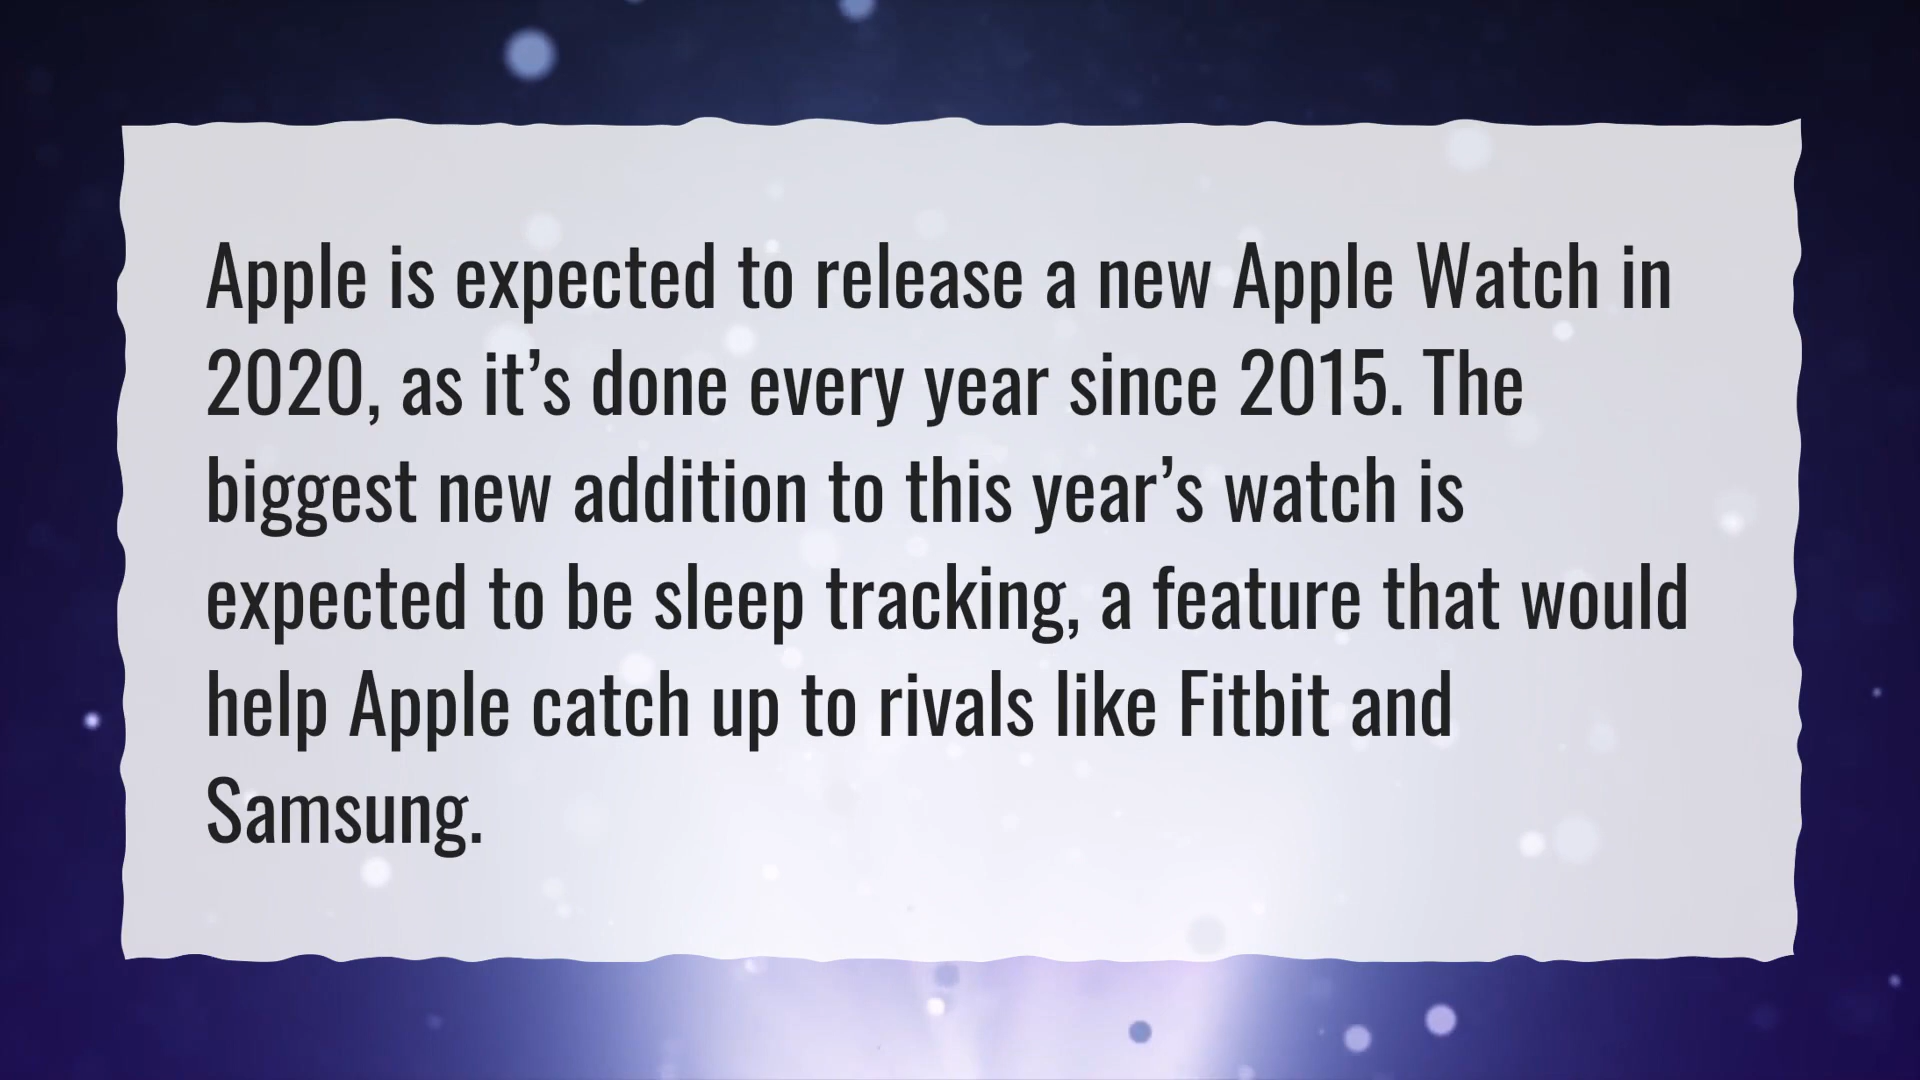 Apple is expected to release a new Apple Watch in
2020, as it’s done every year since 2015. The
biggest new addition to this year’s watch is
expected to be sleep tracking, a feature that would
help Apple catch up to rivals like Fitbit and
Samsung.